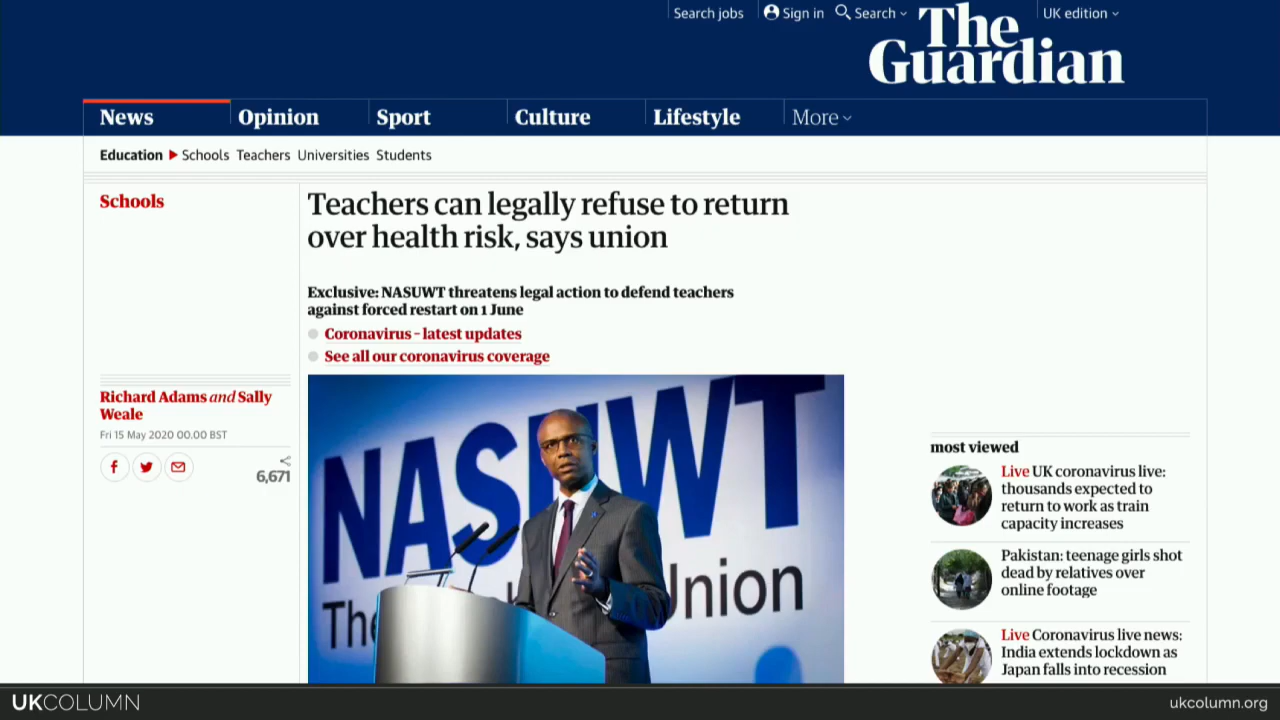 Search jobs
Sign in
Search
UK edition
The
Guardian
News
Opinion
Sport
Culture
Lifestyle
More
Education
Schools
Teachers
Universities
Students
Schools
Teachers can legally refuse to return
over health risk, says union
Exclusive: NASUWT threatens legal action to defend teachers
against forced restart on 1 June
Coronavirus – latest updates
See all our coronavirus coverage
Richard Adams and Sally
Weale
Fri 15 May 2020 00.00 BST
6,671
NASUWT
The
Union
most viewed
Live UK coronavirus live:
thousands expected to
return to work as train
capacity increases
Pakistan: teenage girls shot
dead by relatives over
online footage
Live Coronavirus live news:
India extends lockdown as
Japan falls into recession
UKCOLUMN
ukcolumn.org